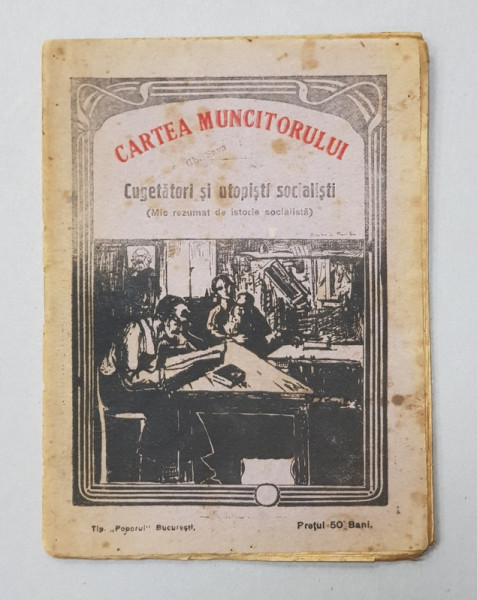 CARTEA MUNCITORULUI
Cugetători și utopiști socialiști
(Mic rezumat de istorie socialistă)
Tip. „Poporul" București.
Prețul 50 Bani.